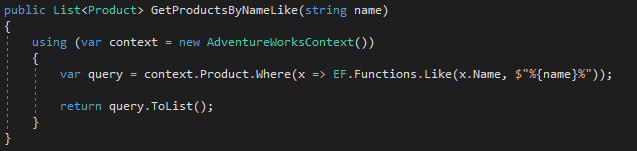 public List<Product> GetProductsByNameLike(string name)
{
using (var context = new AdventureWorksContext())
{
var query = context.Product.Where(x => EF.Functions.Like(x.Name, $"%{name}%"));
return query.ToList();
}
}